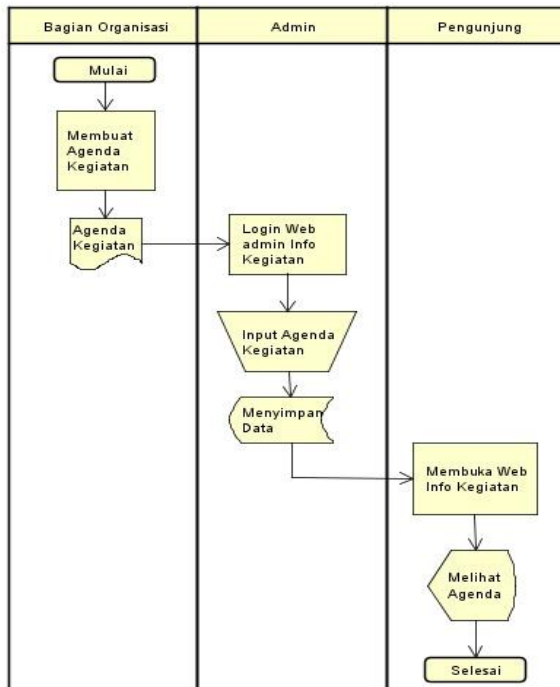 Bagian Organisasi
Admin
Pengunjung
Mulai
Membuat
Agenda
Kegiatan
Agenda
Kegiatan
Login Web
admin Info
Kegiatan
Input Agenda
Kegiatan
Menyimpan
Data
Membuka Web
Info Kegiatan
Melihat
Agenda
Selesai